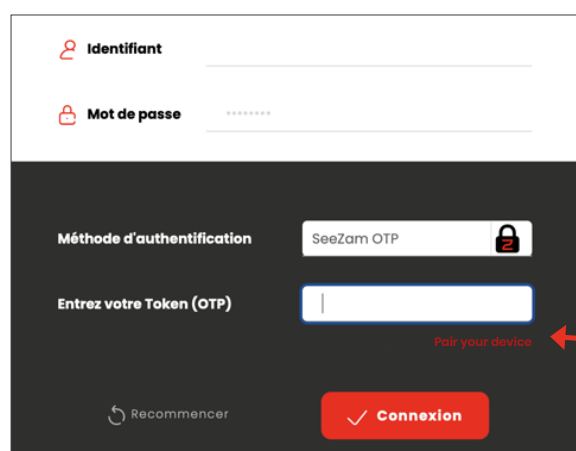 Identifiant
Mot de passe ········
Méthode d'authentification SeeZam OTP
Entrez votre Token (OTP)
Pair your device
Recommencer Connexion